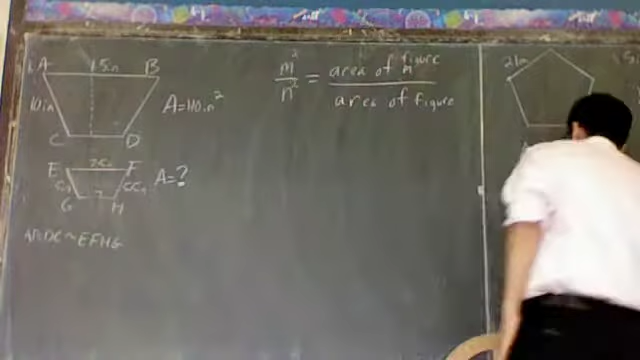 A 15in B
10in
A=110in²
C D
E F
A=?
G H
ABDC~EFHG
m²/n² = area of figure / area of figure
21in